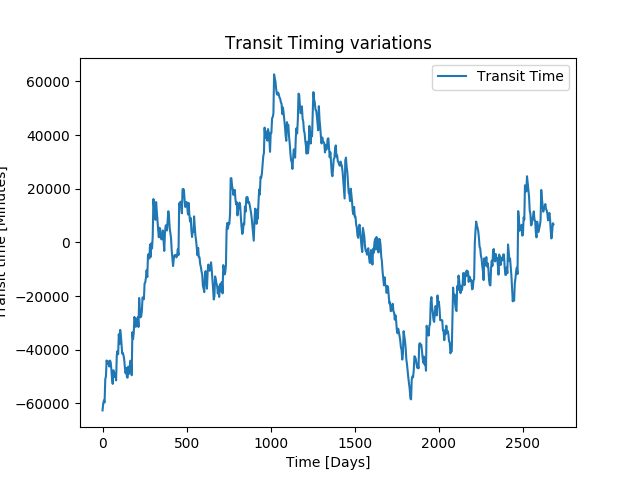 Transit Timing variations
Transit Time
60000
40000
20000
0
−20000
−40000
−60000
Transit time [Minutes]
0 500 1000 1500 2000 2500
Time [Days]